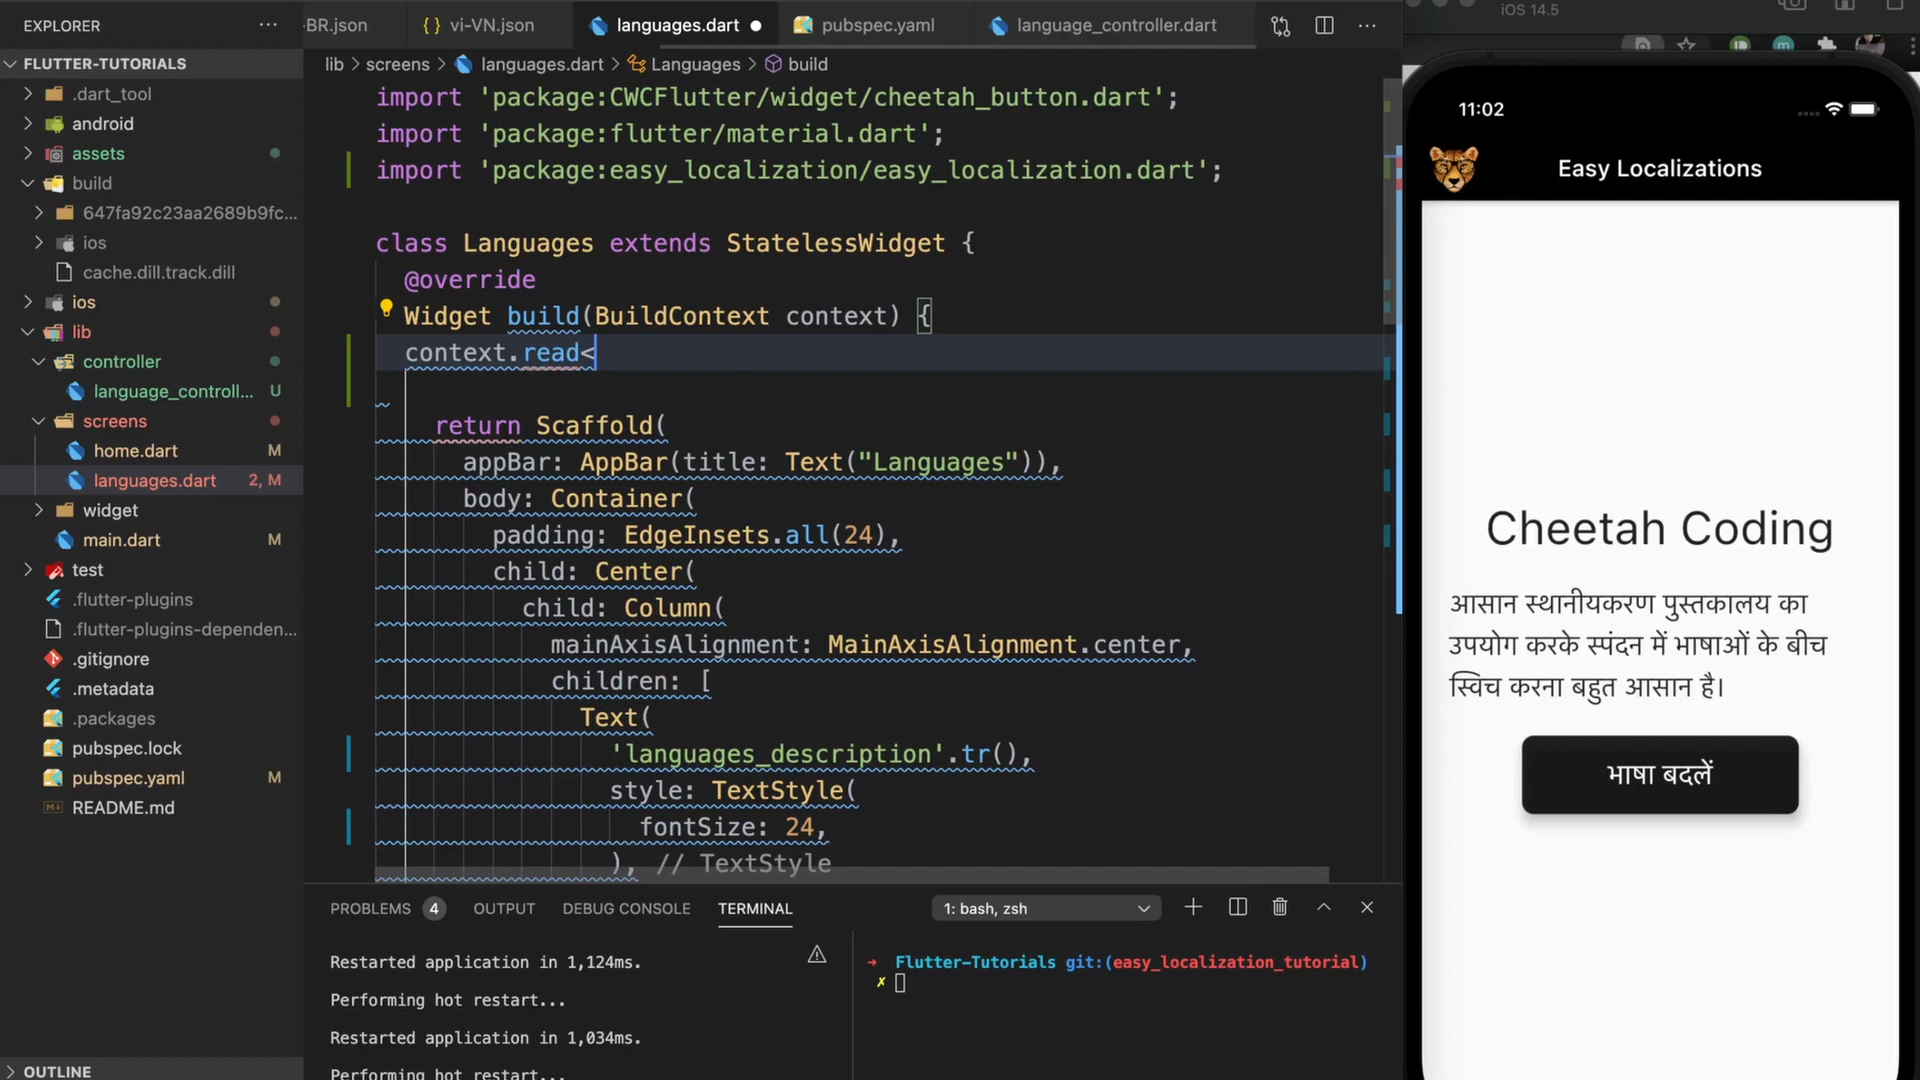 EXPLORER
FLUTTER-TUTORIALS
.dart_tool
android
assets
build
647fa92c23aa2689b9fc...
ios
cache.dill.track.dill
ios
lib
controller
language_controll... U
screens
home.dart M
languages.dart 2, M
widget
main.dart M
test
.flutter-plugins
.flutter-plugins-dependen...
.gitignore
.metadata
.packages
pubspec.lock
pubspec.yaml M
README.md
OUTLINE
-BR.json
{} vi-VN.json
languages.dart
pubspec.yaml
language_controller.dart
lib > screens > languages.dart > Languages > build
import 'package:CWCFlutter/widget/cheetah_button.dart';
import 'package:flutter/material.dart';
import 'package:easy_localization/easy_localization.dart';
class Languages extends StatelessWidget {
@override
Widget build(BuildContext context) {
context.read<
return Scaffold(
appBar: AppBar(title: Text("Languages")),
body: Container(
padding: EdgeInsets.all(24),
child: Center(
child: Column(
mainAxisAlignment: MainAxisAlignment.center,
children: [
Text(
'languages_description'.tr(),
style: TextStyle(
fontSize: 24,
), // TextStyle
PROBLEMS 4 OUTPUT DEBUG CONSOLE TERMINAL
1: bash, zsh
Restarted application in 1,124ms.
Performing hot restart...
Restarted application in 1,034ms.
Performing hot restart...
→ Flutter-Tutorials git:(easy_localization_tutorial)
✗
iOS 14.5
11:02
Easy Localizations
Cheetah Coding
आसान स्थानीयकरण पुस्तकालय का
उपयोग करके स्पंदन में भाषाओं के बीच
स्विच करना बहुत आसान है।
भाषा बदलें